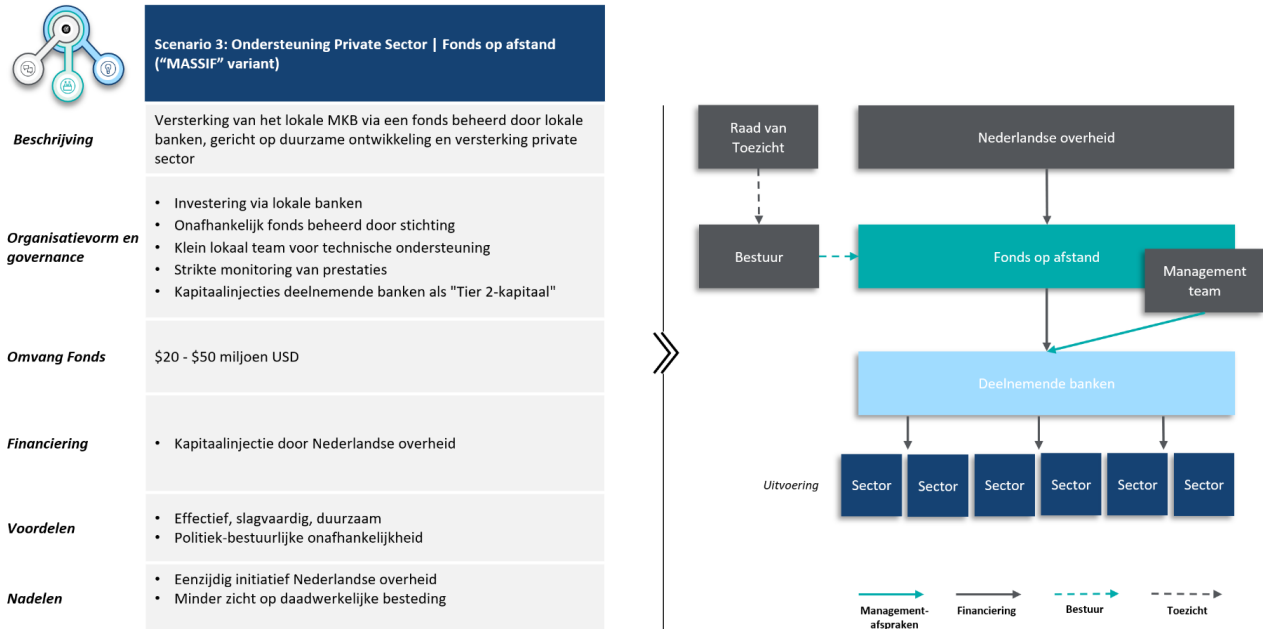 Scenario 3: Ondersteuning Private Sector | Fonds op afstand
("MASSIF" variant)
Beschrijving
Versterking van het lokale MKB via een fonds beheerd door lokale
banken, gericht op duurzame ontwikkeling en versterking private
sector
Organisatievorm en
governance
• Investering via lokale banken
• Onafhankelijk fonds beheerd door stichting
• Klein lokaal team voor technische ondersteuning
• Strikte monitoring van prestaties
• Kapitaalinjecties deelnemende banken als "Tier 2-kapitaal"
Omvang Fonds
$20 - $50 miljoen USD
Financiering
• Kapitaalinjectie door Nederlandse overheid
Voordelen
• Effectief, slagvaardig, duurzaam
• Politiek-bestuurlijke onafhankelijkheid
Nadelen
• Eenzijdig initiatief Nederlandse overheid
• Minder zicht op daadwerkelijke besteding
Raad van
Toezicht
Nederlandse overheid
Bestuur
Fonds op afstand
Management
team
Deelnemende banken
Uitvoering
Sector
Sector
Sector
Sector
Sector
Sector
Management-
afspraken
Financiering
Bestuur
Toezicht